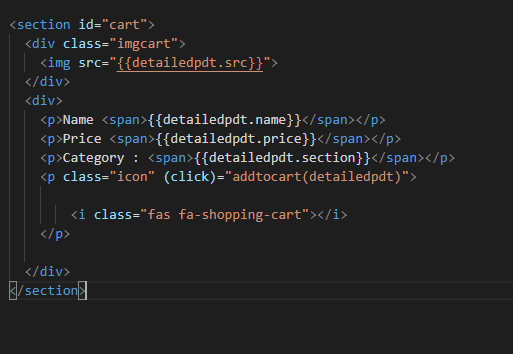 <section id="cart">
<div class="imgcart">
<img src="{{detailedpdt.src}}">
</div>
<div>
<p>Name <span>{{detailedpdt.name}}</span></p>
<p>Price <span>{{detailedpdt.price}}</span></p>
<p>Category : <span>{{detailedpdt.section}}</span></p>
<p class="icon" (click)="addtocart(detailedpdt)">
<i class="fas fa-shopping-cart"></i>
</p>
</div>
</section>